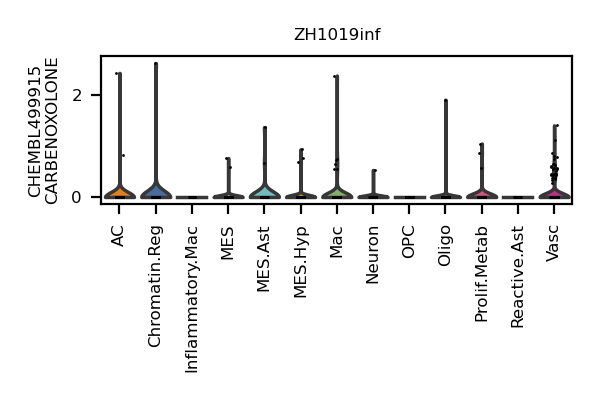 ZH1019inf
CHEMBL499915
CARBENOXOLONE
2
0
AC
Chromatin.Reg
Inflammatory.Mac
MES
MES.Ast
MES.Hyp
Mac
Neuron
OPC
Oligo
Prolif.Metab
Reactive.Ast
Vasc